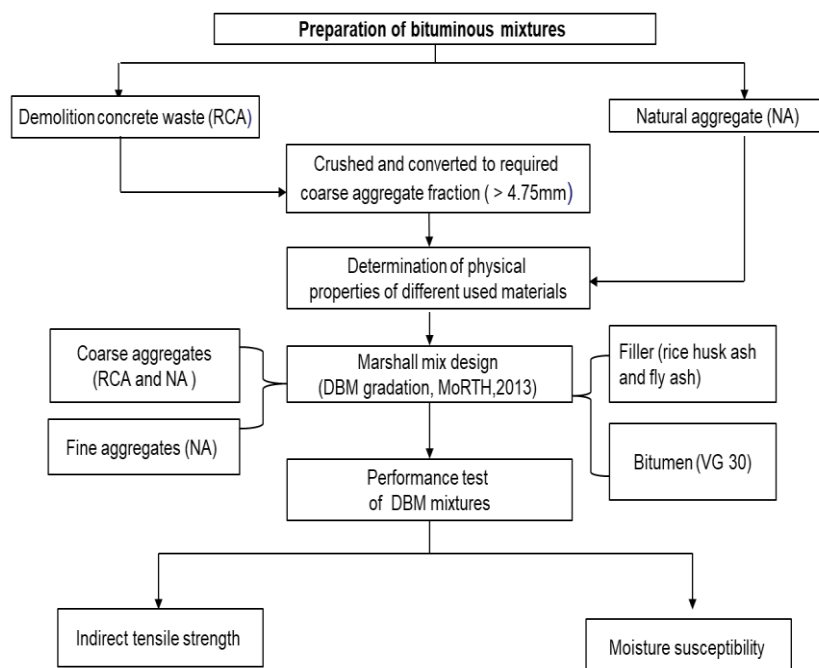 Preparation of bituminous mixtures
Demolition concrete waste (RCA)
Natural aggregate (NA)
Crushed and converted to required
coarse aggregate fraction ( > 4.75mm)
Determination of physical
properties of different used materials
Coarse aggregates
(RCA and NA )
Marshall mix design
(DBM gradation, MoRTH,2013)
Filler (rice husk ash
and fly ash)
Fine aggregates (NA)
Bitumen (VG 30)
Performance test
of DBM mixtures
Indirect tensile strength
Moisture susceptibility